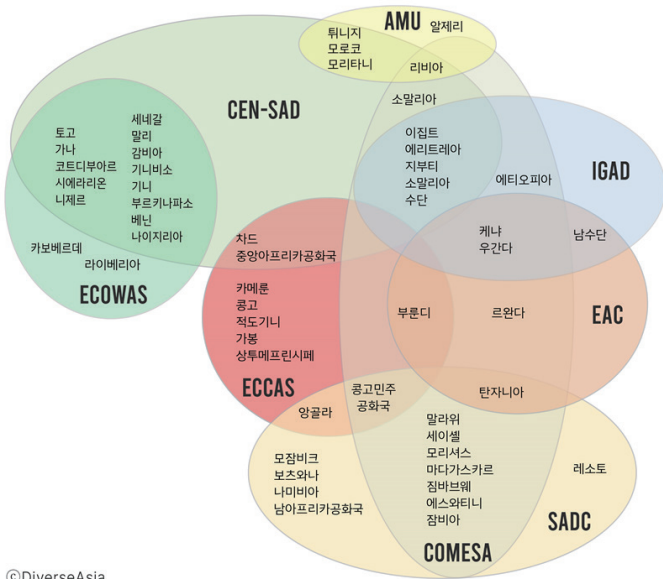 AMU
알제리
튀니지
모로코
모리타니
리비아
소말리아
CEN-SAD
세네갈
말리
감비아
기니비소
기니
부르키나파소
베닌
나이지리아
토고
가나
코트디부아르
시에라리온
니제르
카보베르데
라이베리아
ECOWAS
이집트
에리트레아
지부티
소말리아
수단
에티오피아
IGAD
케냐
우간다
남수단
차드
중앙아프리카공화국
카메룬
콩고
적도기니
가봉
상투메프린시페
ECCAS
부룬디
르완다
EAC
탄자니아
콩고민주
공화국
앙골라
말라위
세이셸
모리셔스
마다가스카르
짐바브웨
에스와티니
잠비아
모잠비크
보츠와나
나미비아
남아프리카공화국
레소토
SADC
COMESA
ⓒDiverseAsia